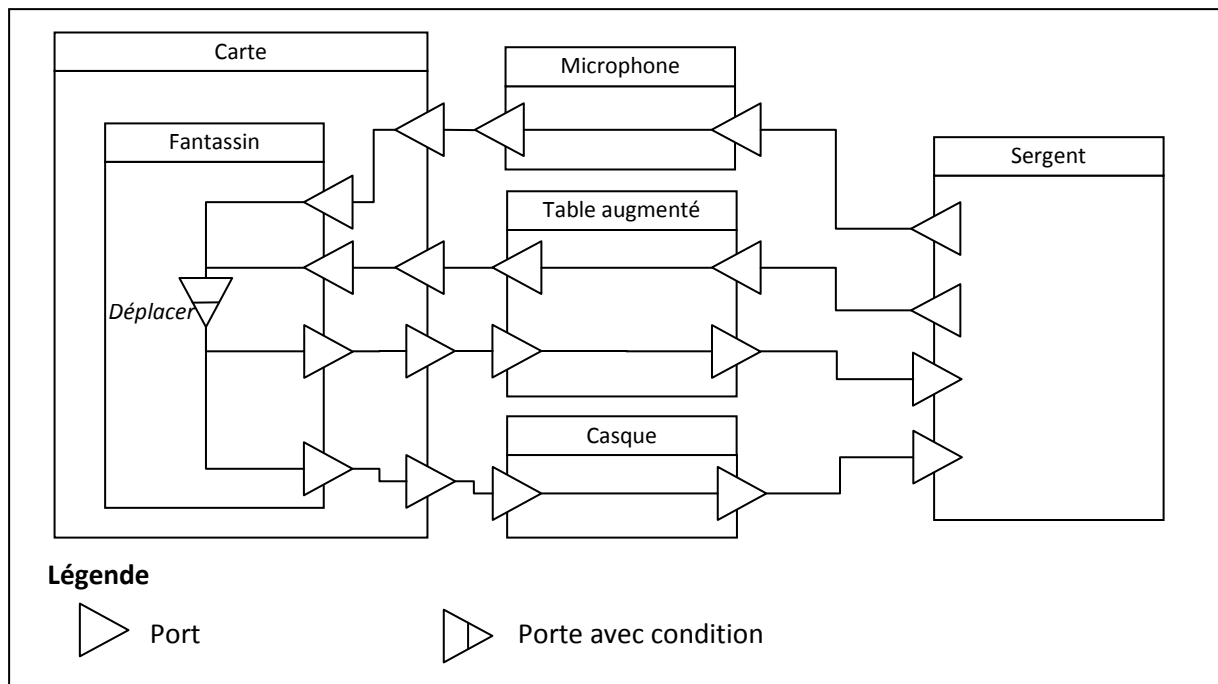 Carte
Microphone
Fantassin
Sergent
Table augmenté
Déplacer
Casque
Légende
Port
Porte avec condition